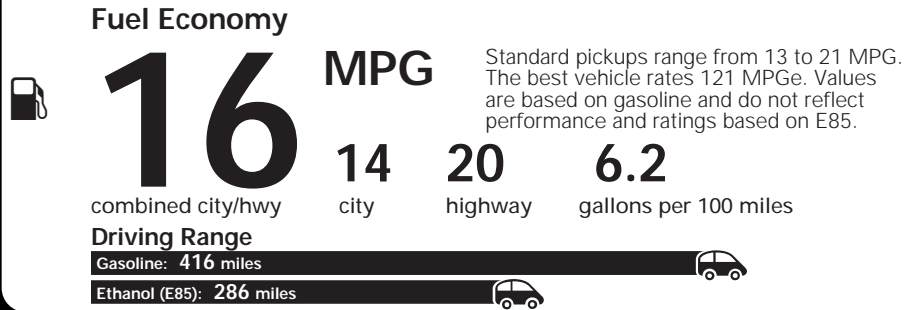 Fuel Economy
16 MPG
Standard pickups range from 13 to 21 MPG.
The best vehicle rates 121 MPGe. Values
are based on gasoline and do not reflect
performance and ratings based on E85.
14 20 6.2
combined city/hwy city highway gallons per 100 miles
Driving Range
Gasoline: 416 miles
Ethanol (E85): 286 miles